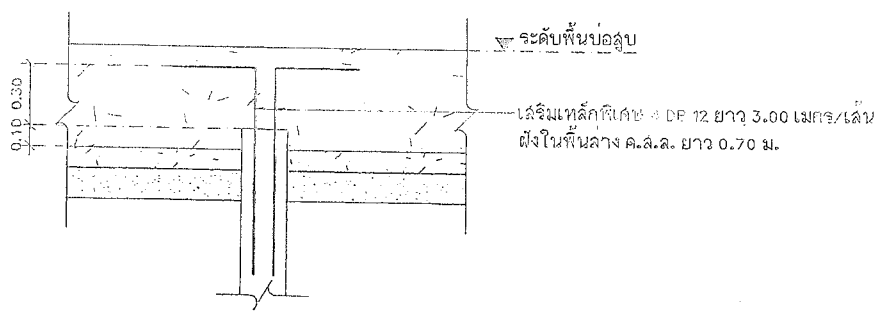 ระดับพื้นบ่อสูบ
0.30
เสริมเหล็กพิเศษ 4 DB 12 ยาว 3.00 เมตร/เส้น
0.10
ฝังในพื้นล่าง ค.ส.ล. ยาว 0.70 ม.